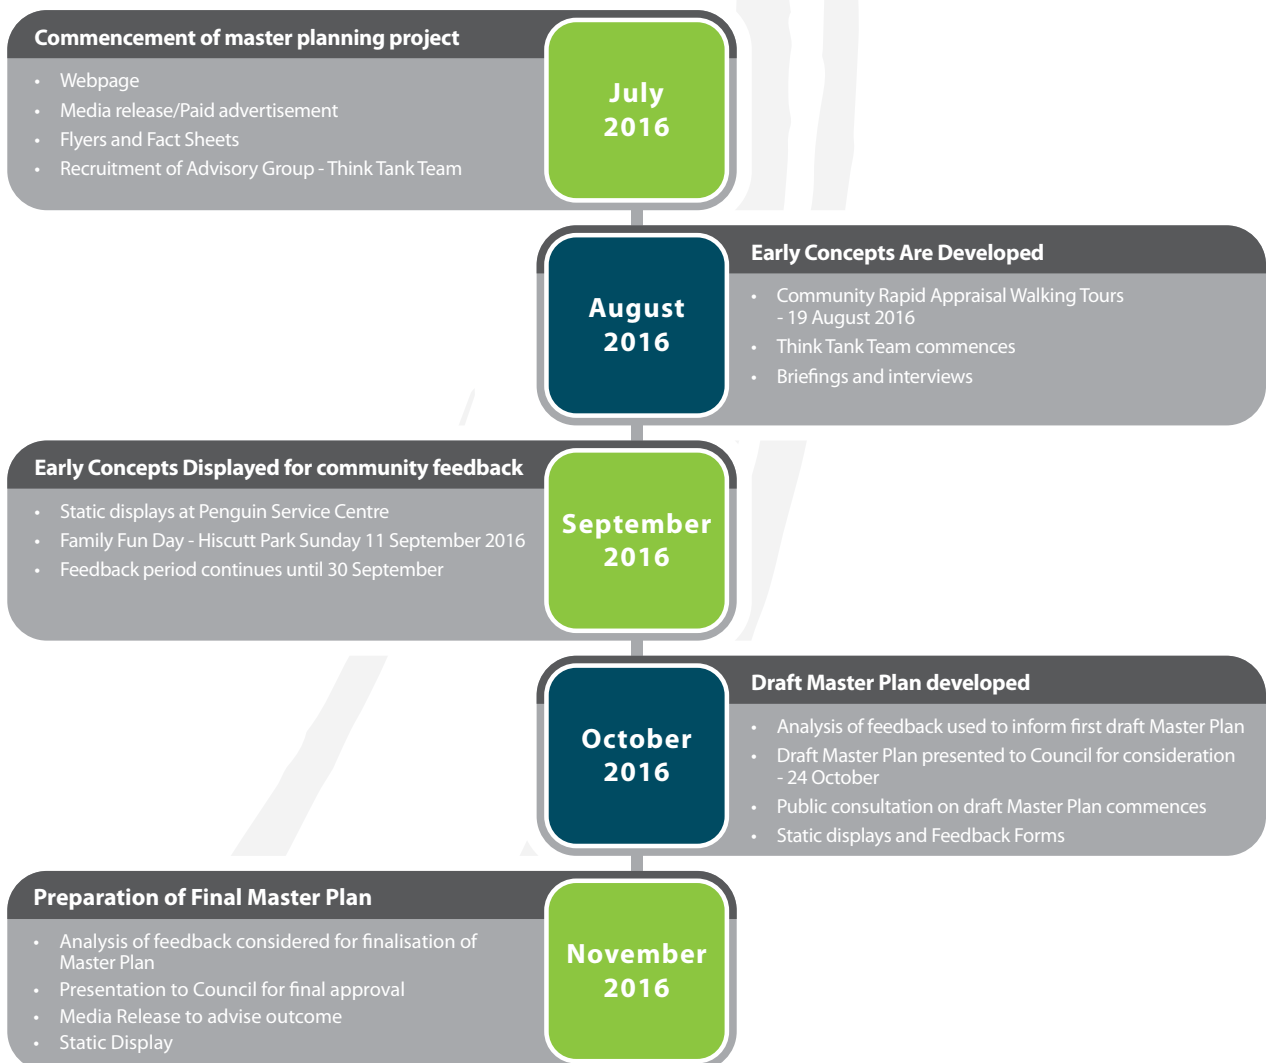 Commencement of master planning project
• Webpage
• Media release/Paid advertisement
• Flyers and Fact Sheets
• Recruitment of Advisory Group - Think Tank Team
July
2016
August
2016
Early Concepts Are Developed
• Community Rapid Appraisal Walking Tours
- 19 August 2016
• Think Tank Team commences
• Briefings and interviews
Early Concepts Displayed for community feedback
• Static displays at Penguin Service Centre
• Family Fun Day - Hiscutt Park Sunday 11 September 2016
• Feedback period continues until 30 September
September
2016
October
2016
Draft Master Plan developed
• Analysis of feedback used to inform first draft Master Plan
• Draft Master Plan presented to Council for consideration
- 24 October
• Public consultation on draft Master Plan commences
• Static displays and Feedback Forms
Preparation of Final Master Plan
• Analysis of feedback considered for finalisation of
Master Plan
• Presentation to Council for final approval
• Media Release to advise outcome
• Static Display
November
2016